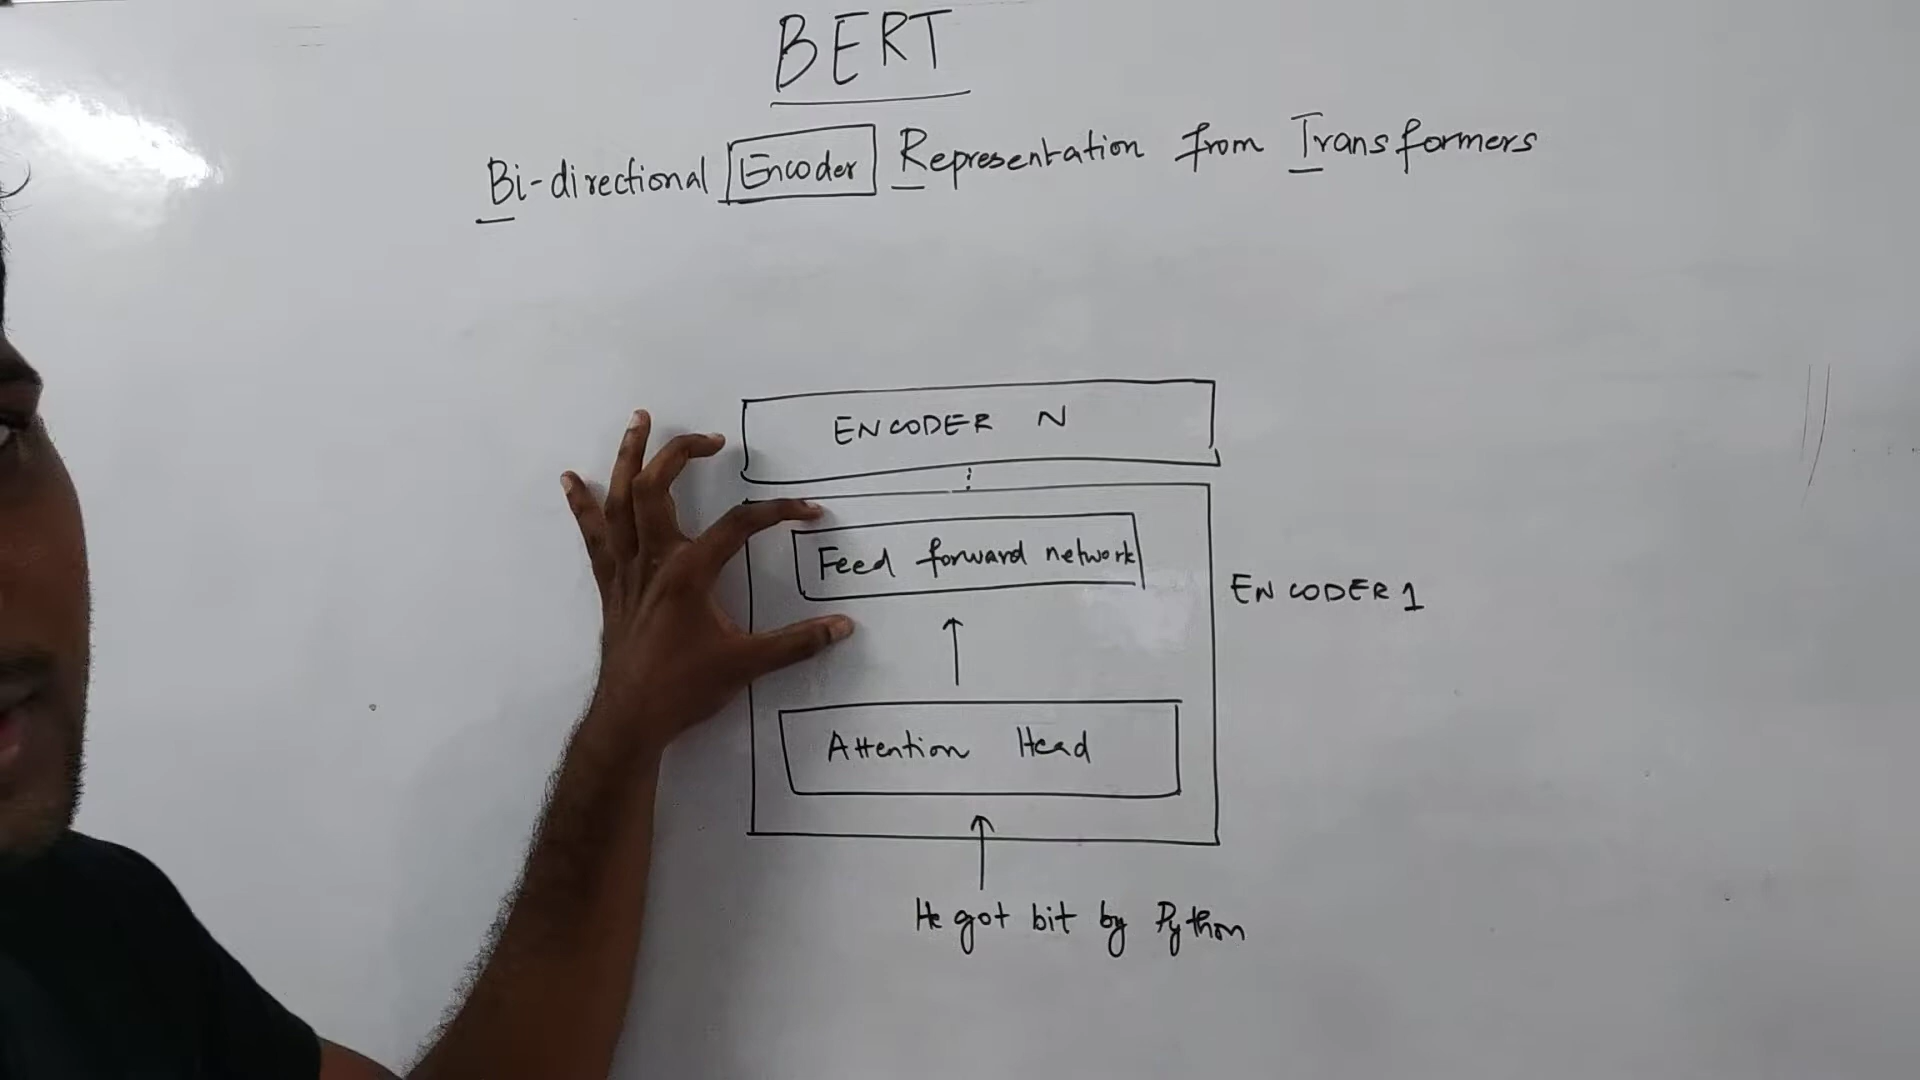 BERT
Bi-directional Encoder Representation from Transformers
ENCODER N
Feed forward network
ENCODER 1
Attention Head
He got bit by Python